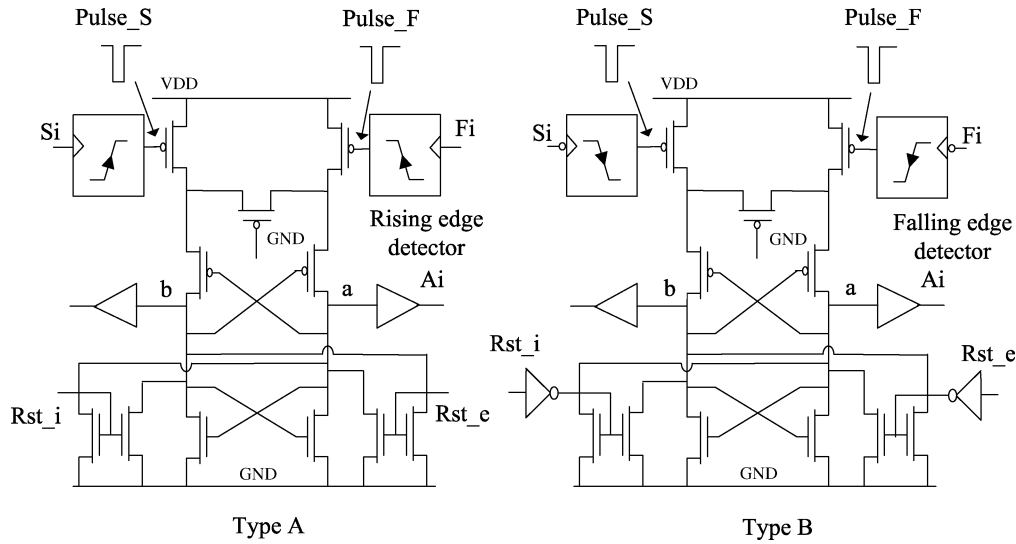 Pulse_S
Pulse_F
VDD
Si
Fi
Rising edge
detector
GND
b
a
Ai
Rst_i
Rst_e
GND
Type A
Pulse_S
Pulse_F
VDD
Si
Fi
Falling edge
detector
GND
b
a
Ai
Rst_i
Rst_e
GND
Type B